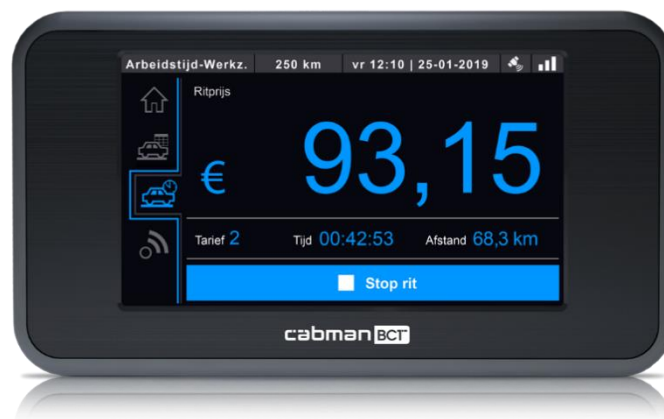 Arbeidstijd-Werkz. 250 km vr 12:10 | 25-01-2019
Ritprijs
€ 93,15
Tarief 2 Tijd 00:42:53 Afstand 68,3 km
Stop rit
cabman BCT